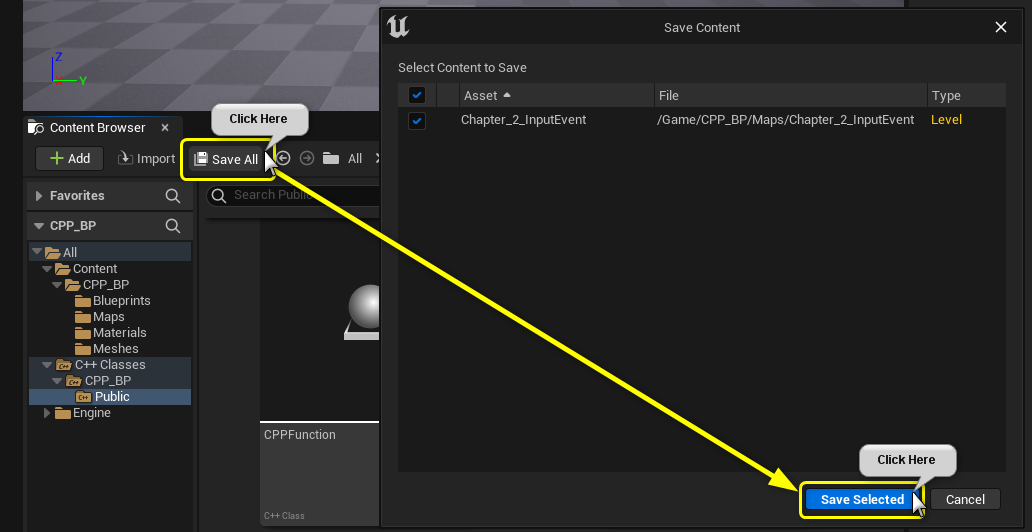 Save Content
Select Content to Save
Asset File Type
Chapter_2_InputEvent /Game/CPP_BP/Maps/Chapter_2_InputEvent Level
Z
X Y
Content Browser
Click Here
Add Import Save All All
Favorites
Search Public
CPP_BP
All
Content
CPP_BP
Blueprints
Maps
Materials
Meshes
C++ Classes
CPP_BP
Public
Engine
CPPFunction
C++ Class
Click Here
Save Selected Cancel